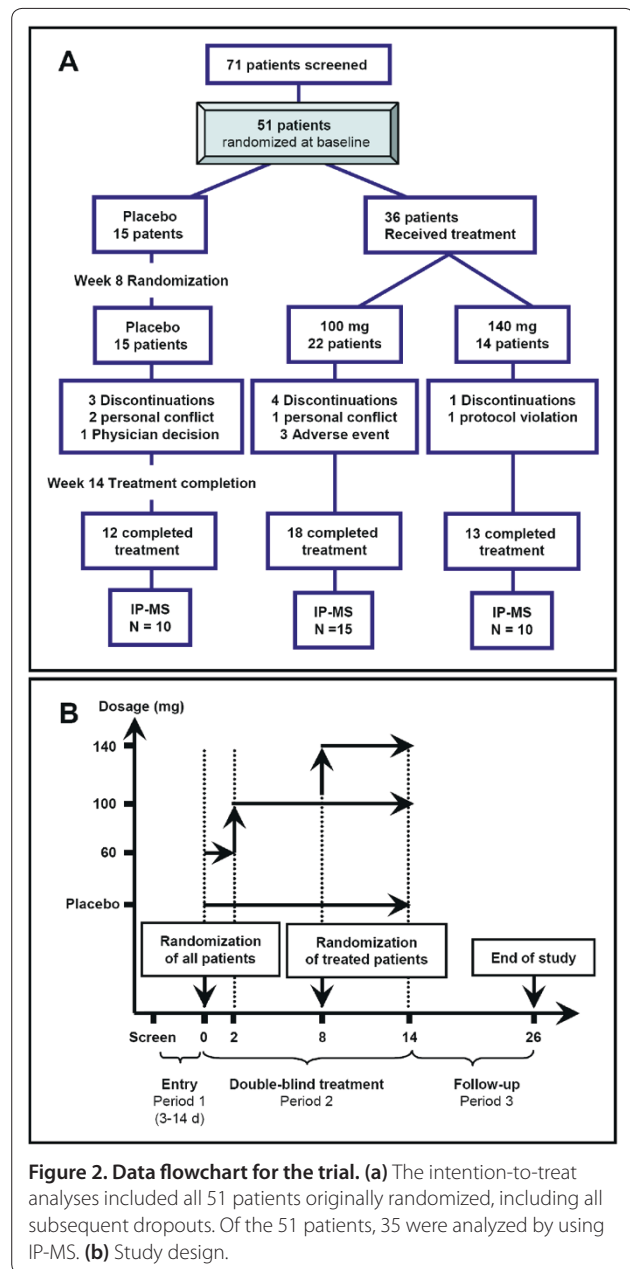 A
71 patients screened
51 patients
randomized at baseline
Placebo
15 patents
36 patients
Received treatment
Week 8 Randomization
Placebo
15 patients
100 mg
22 patients
140 mg
14 patients
3 Discontinuations
2 personal conflict
1 Physician decision
4 Discontinuations
1 personal conflict
3 Adverse event
1 Discontinuations
1 protocol violation
Week 14 Treatment completion
12 completed
treatment
18 completed
treatment
13 completed
treatment
IP-MS
N = 10
IP-MS
N =15
IP-MS
N = 10
B
Dosage (mg)
140
100
60
Placebo
Randomization
of all patients
Randomization
of treated patients
End of study
Screen 0 2 8 14 26
Entry
Period 1
(3-14 d)
Double-blind treatment
Period 2
Follow-up
Period 3
Figure 2. Data flowchart for the trial. (a) The intention-to-treat
analyses included all 51 patients originally randomized, including all
subsequent dropouts. Of the 51 patients, 35 were analyzed by using
IP-MS. (b) Study design.